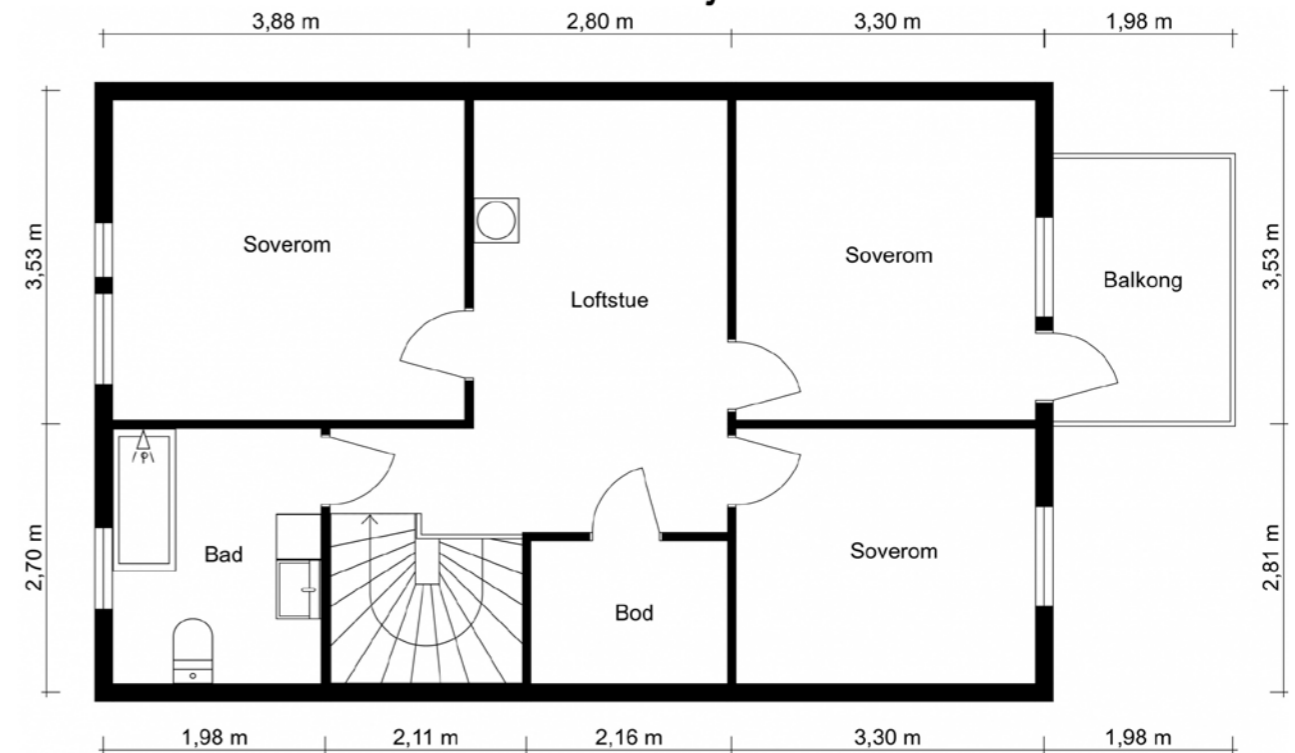 3,88 m
2,80 m
3,30 m
1,98 m
3,53 m
3,53 m
Soverom
Soverom
Balkong
Loftstue
2,70 m
2,81 m
Bad
Soverom
Bod
1,98 m
2,11 m
2,16 m
3,30 m
1,98 m